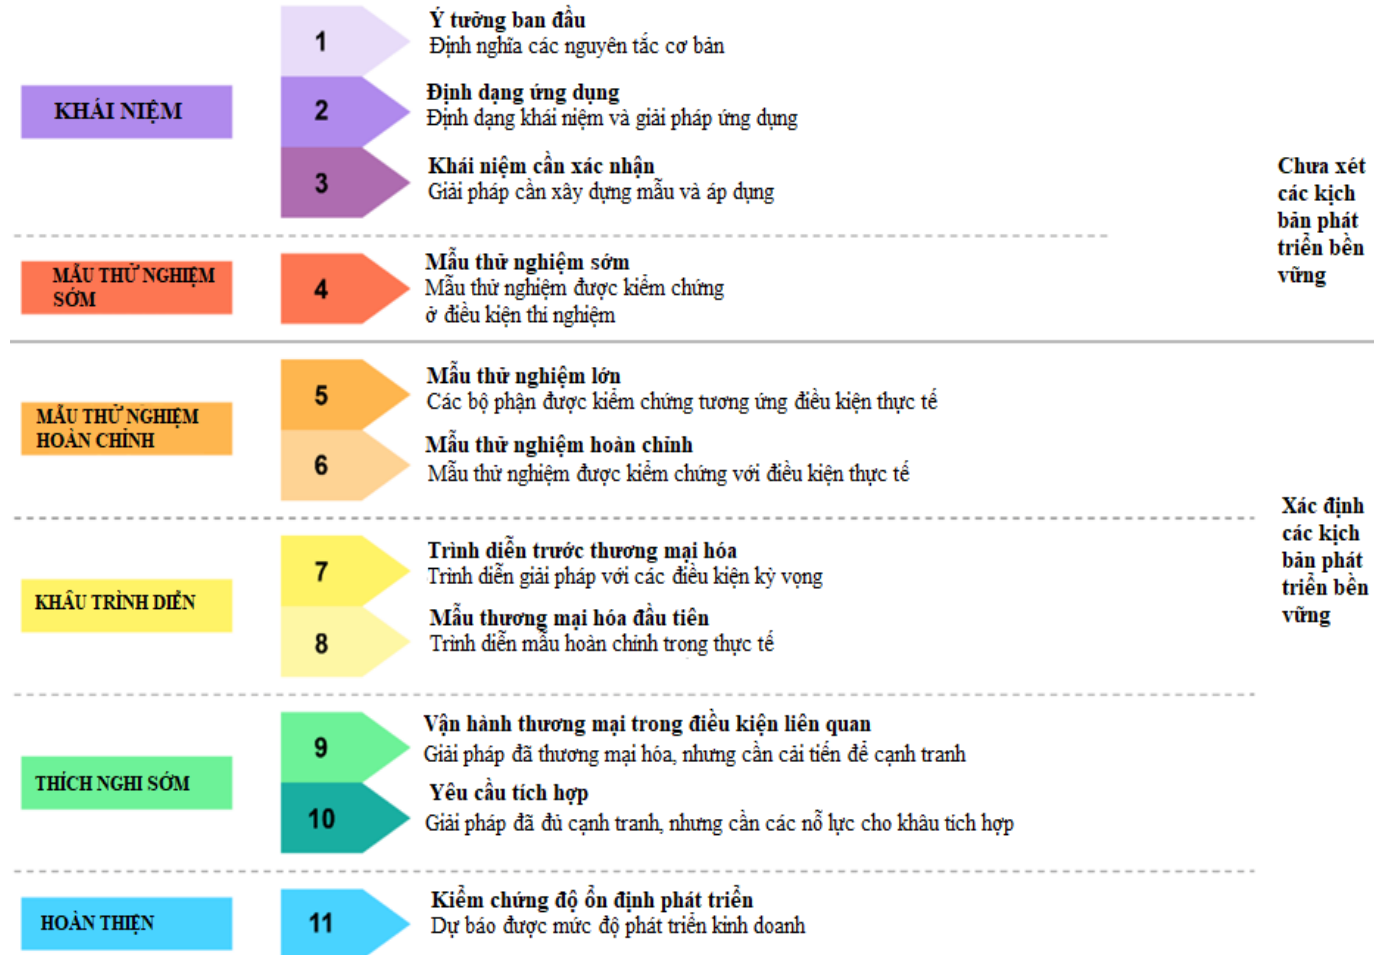 1
Ý tưởng ban đầu
Định nghĩa các nguyên tắc cơ bản
KHÁI NIỆM
2
Định dạng ứng dụng
Định dạng khái niệm và giải pháp ứng dụng
3
Khái niệm cần xác nhận
Giải pháp cần xây dựng mẫu và áp dụng
Chưa xét
các kịch
bản phát
triển bền
vững
MẪU THỬ NGHIỆM
SỚM
4
Mẫu thử nghiệm sớm
Mẫu thử nghiệm được kiểm chứng
ở điều kiện thí nghiệm
MẪU THỬ NGHIỆM
HOÀN CHỈNH
5
Mẫu thử nghiệm lớn
Các bộ phận được kiểm chứng tương ứng điều kiện thực tế
6
Mẫu thử nghiệm hoàn chỉnh
Mẫu thử nghiệm được kiểm chứng với điều kiện thực tế
Xác định
các kịch
bản phát
triển bền
vững
KHÂU TRÌNH DIỄN
7
Trình diễn trước thương mại hóa
Trình diễn giải pháp với các điều kiện kỳ vọng
8
Mẫu thương mại hóa đầu tiên
Trình diễn mẫu hoàn chỉnh trong thực tế
THÍCH NGHI SỚM
9
Vận hành thương mại trong điều kiện liên quan
Giải pháp đã thương mại hóa, nhưng cần cải tiến để cạnh tranh
10
Yêu cầu tích hợp
Giải pháp đã đủ cạnh tranh, nhưng cần các nỗ lực cho khâu tích hợp
HOÀN THIỆN
11
Kiểm chứng độ ổn định phát triển
Dự báo được mức độ phát triển kinh doanh